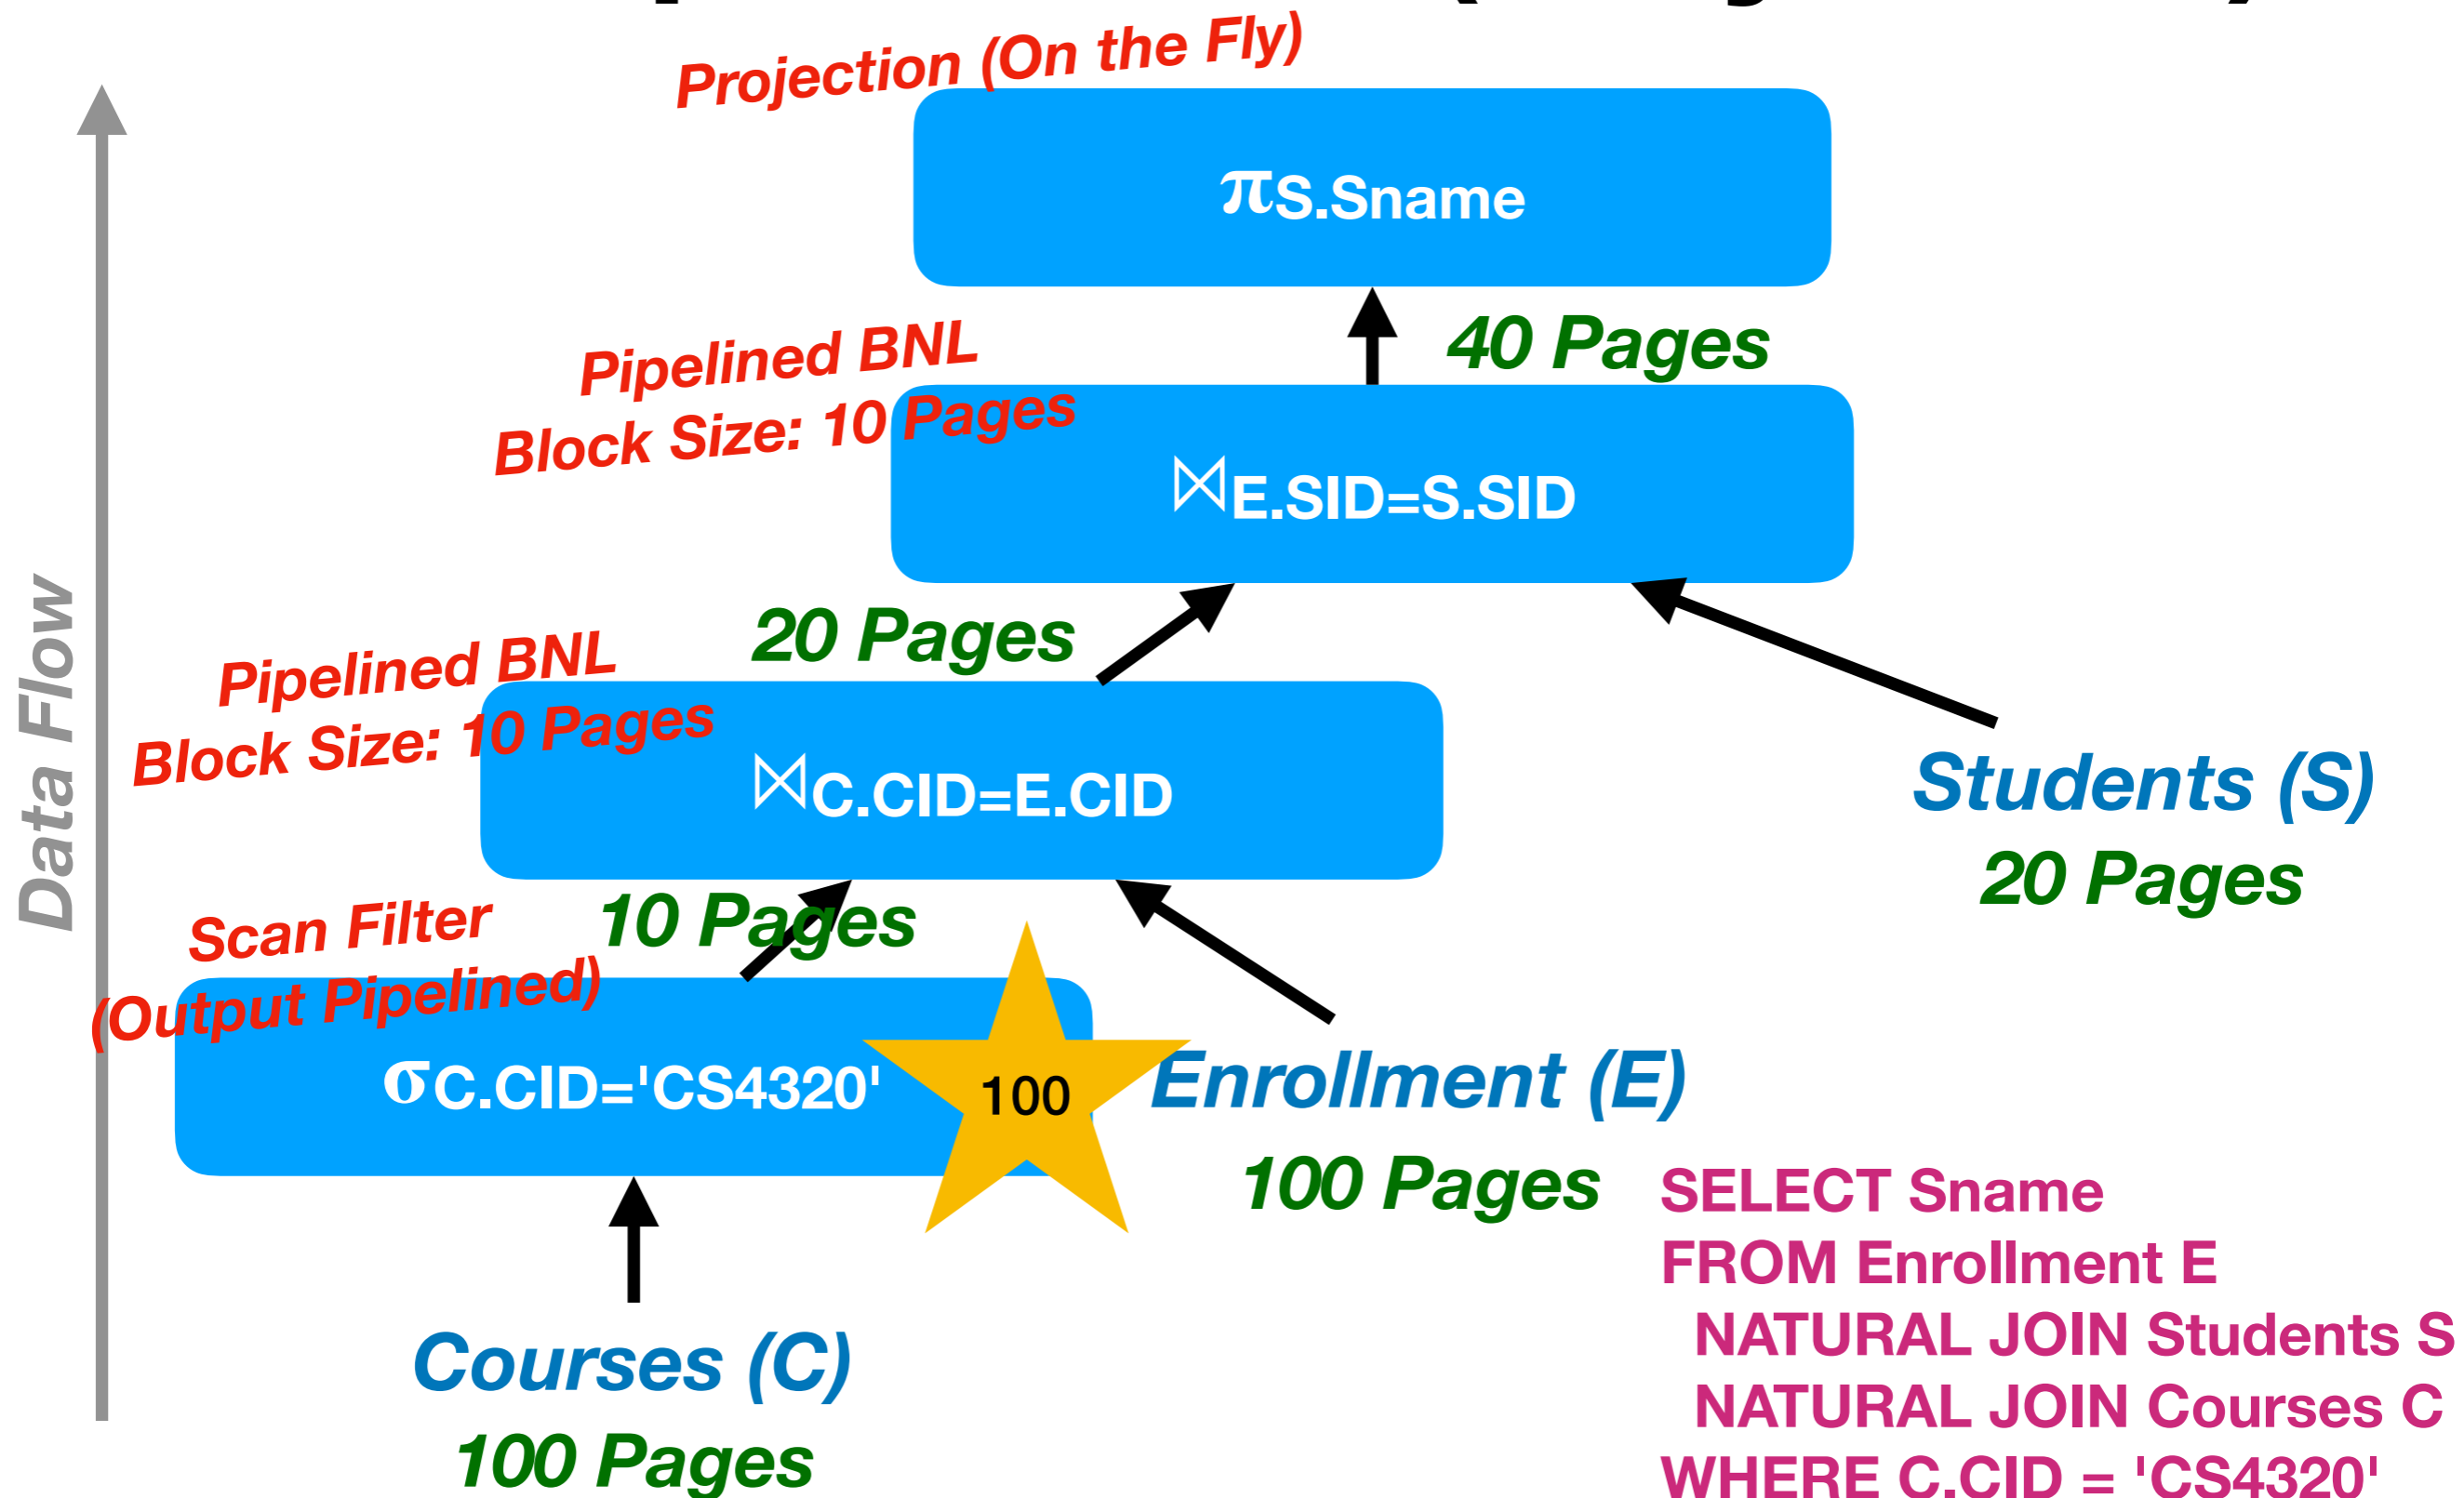 Projection (On the Fly)
πS.Sname
40 Pages
Pipelined BNL
Block Size: 10 Pages
⋈E.SID=S.SID
20 Pages
Pipelined BNL
Block Size: 10 Pages
⋈C.CID=E.CID
Students (S)
20 Pages
Data Flow
Scan Filter
(Output Pipelined)
10 Pages
σC.CID='CS4320'
100
Enrollment (E)
100 Pages
Courses (C)
100 Pages
SELECT Sname
FROM Enrollment E
NATURAL JOIN Students S
NATURAL JOIN Courses C
WHERE C.CID = 'CS4320'